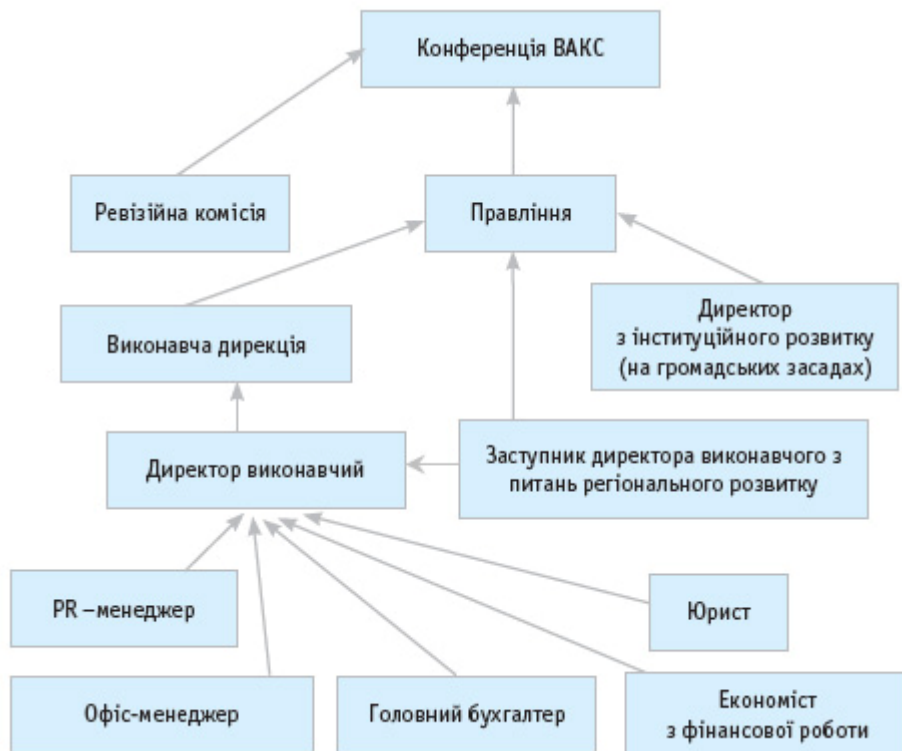 Конференція ВАКС
Ревізійна комісія
Правління
Виконавча дирекція
Директор
з інституційного розвитку
(на громадських засадах)
Директор виконавчий
Заступник директора виконавчого з
питань регіонального розвитку
PR –менеджер
Юрист
Офіс-менеджер
Головний бухгалтер
Економіст
з фінансової роботи